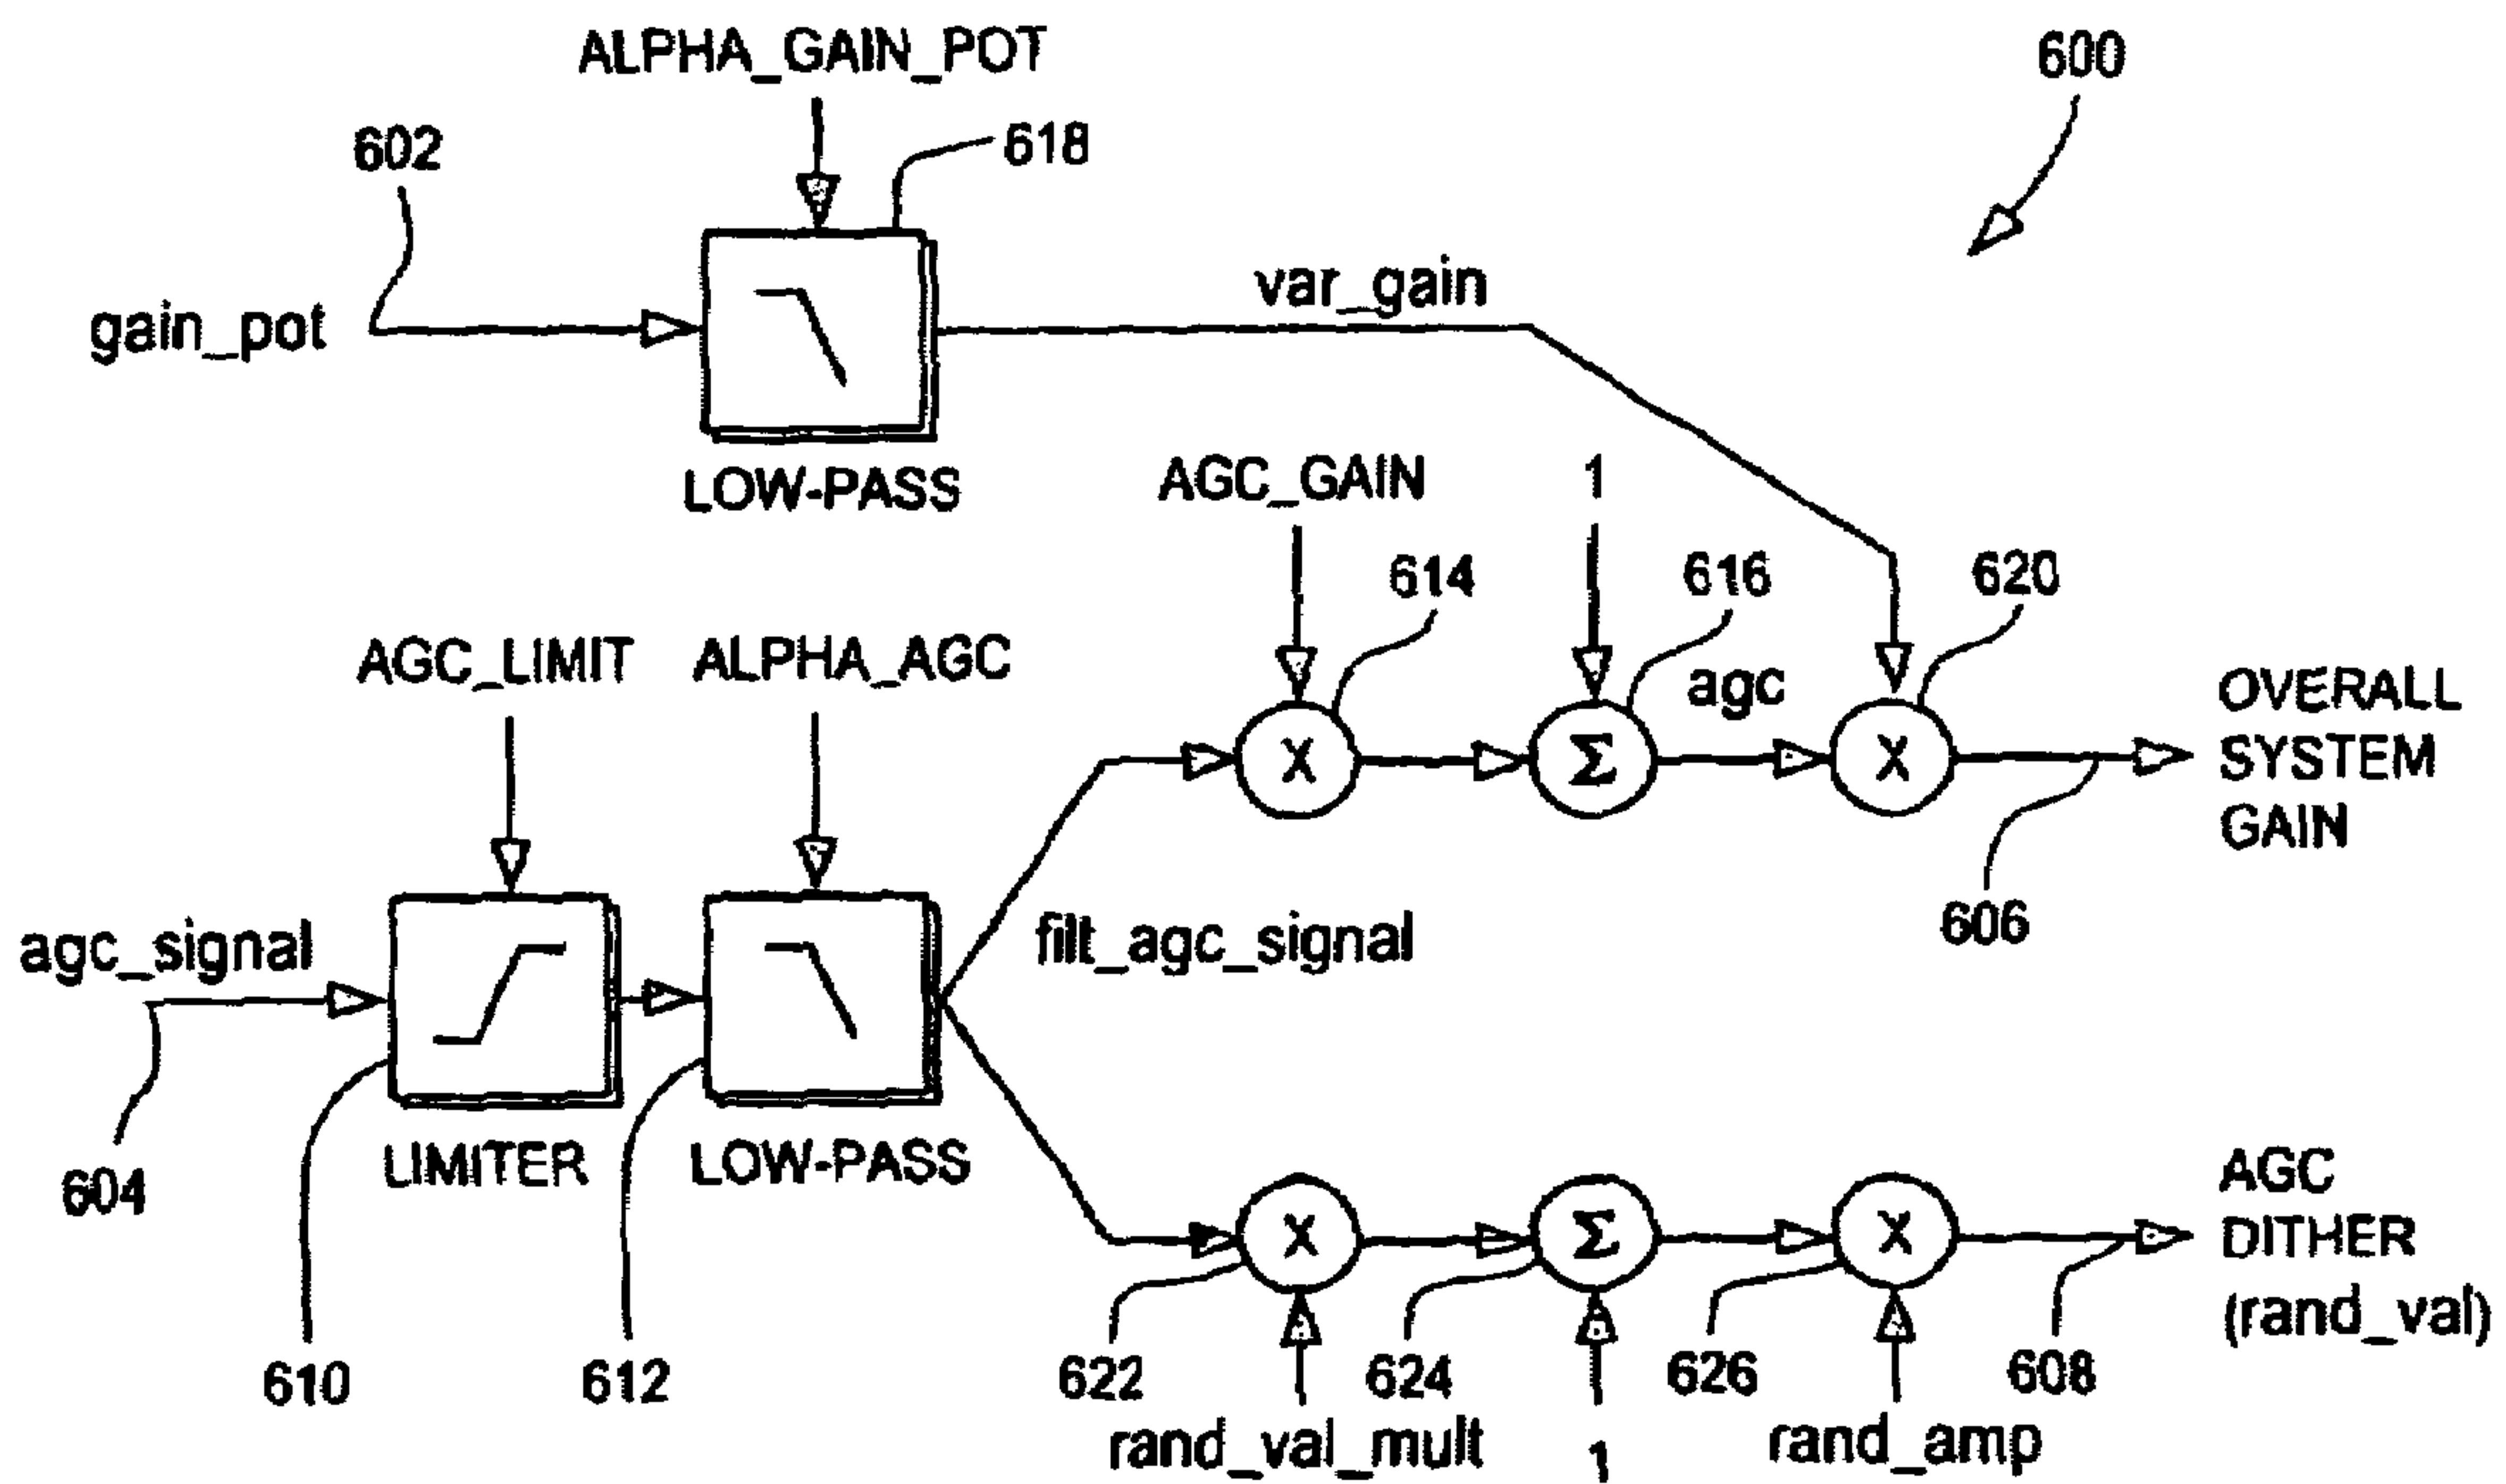 ALPHA_GAIN_POT
600
602
618
gain_pot
var_gain
LOW-PASS
AGC_GAIN
1
614
616
620
AGC_LIMIT
ALPHA_AGC
agc
X
Σ
X
OVERALL
SYSTEM
GAIN
606
agc_signal
filt_agc_signal
604
LIMITER
LOW-PASS
X
Σ
X
AGC
DITHER
(rand_val)
610
612
622
624
626
608
rand_val_mult
1
rand_amp